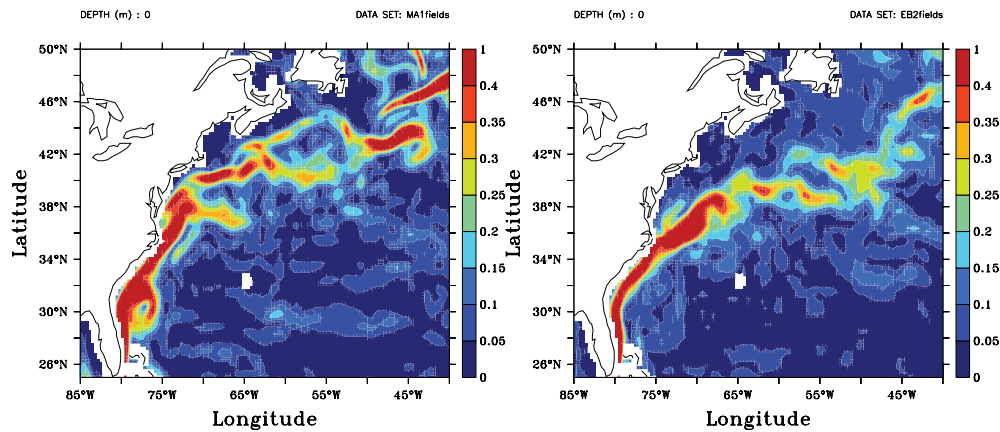 DEPTH (m) : 0
DATA SET: MA1fields
50°N
46°N
42°N
38°N
34°N
30°N
26°N
Latitude
85°W
75°W
65°W
55°W
45°W
Longitude
1
0.4
0.35
0.3
0.25
0.2
0.15
0.1
0.05
0
DEPTH (m) : 0
DATA SET: EB2fields
50°N
46°N
42°N
38°N
34°N
30°N
26°N
Latitude
85°W
75°W
65°W
55°W
45°W
Longitude
1
0.4
0.35
0.3
0.25
0.2
0.15
0.1
0.05
0